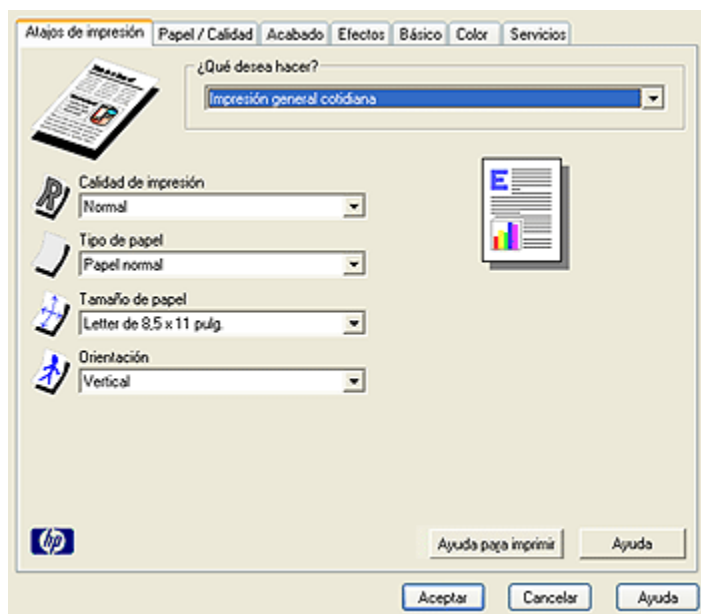 Atajos de impresión Papel / Calidad Acabado Efectos Básico Color Servicios
¿Qué desea hacer?
Impresión general cotidiana
Calidad de impresión
Normal
Tipo de papel
Papel normal
Tamaño de papel
Letter de 8,5 x 11 pulg.
Orientación
Vertical
E
hp
Ayuda para imprimir Ayuda
Aceptar Cancelar Ayuda